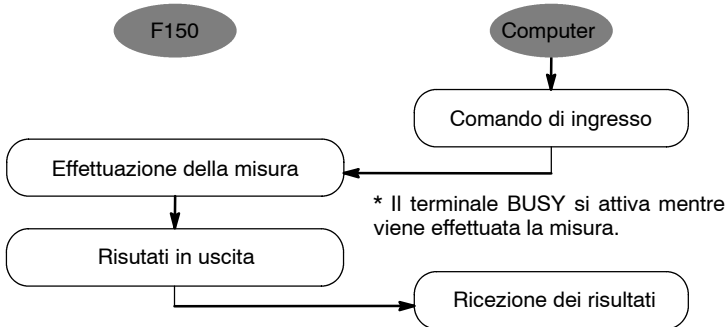 F150
Computer
Comando di ingresso
Effettuazione della misura
* Il terminale BUSY si attiva mentre
viene effettuata la misura.
Risutati in uscita
Ricezione dei risultati